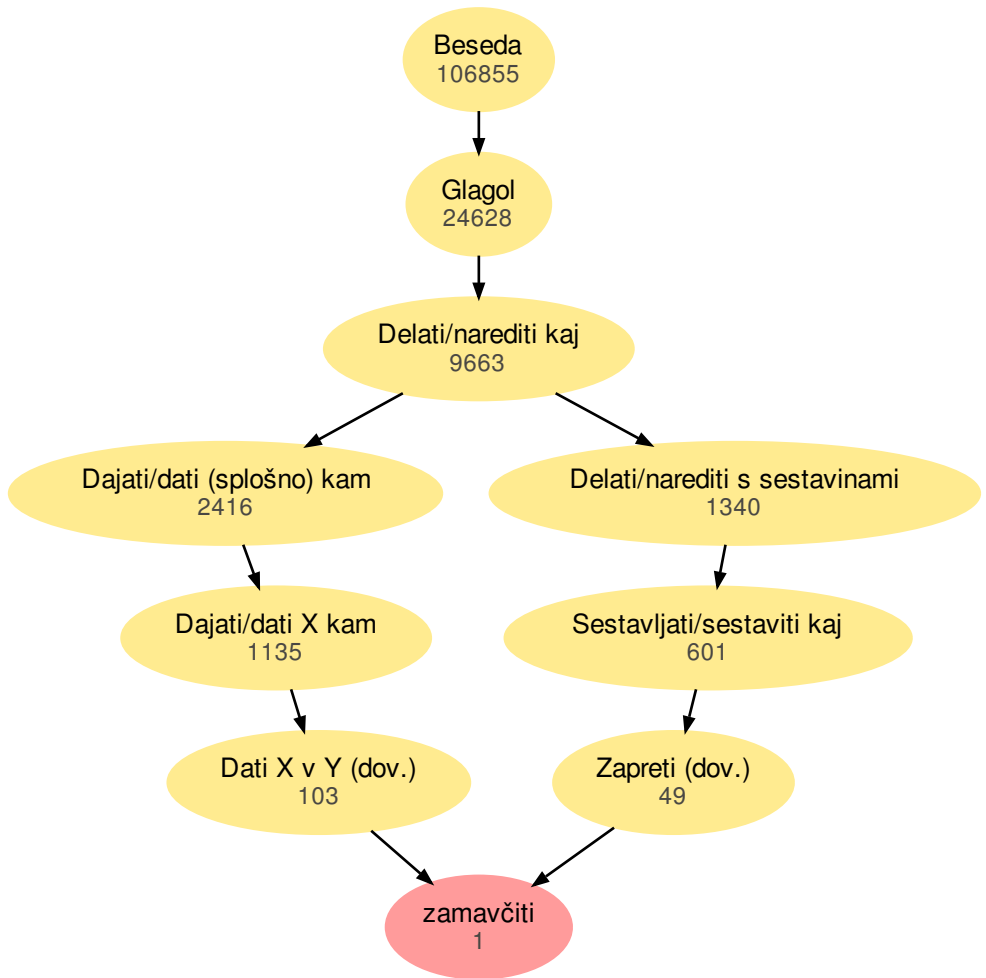 Beseda
106855
Glagol
24628
Delati/narediti kaj
9663
Dajati/dati (splošno) kam
2416
Delati/narediti s sestavinami
1340
Dajati/dati X kam
1135
Sestavljati/sestaviti kaj
601
Dati X v Y (dov.)
103
Zapreti (dov.)
49
zamavčiti
1